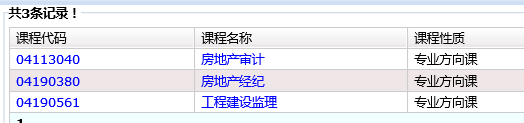 共3条记录！
课程代码 课程名称 课程性质
04113040 房地产审计 专业方向课
04190380 房地产经纪 专业方向课
04190561 工程建设监理 专业方向课